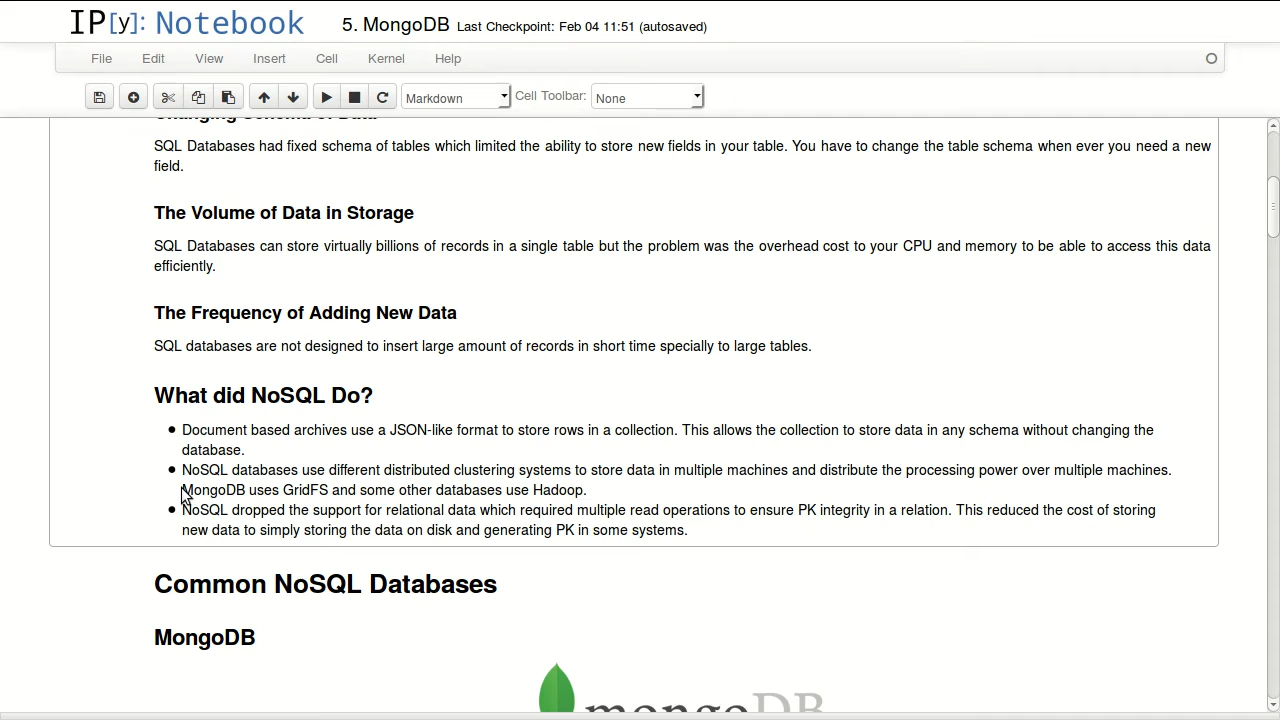 IP[y]: Notebook 5. MongoDB Last Checkpoint: Feb 04 11:51 (autosaved)
File Edit View Insert Cell Kernel Help
Markdown Cell Toolbar: None
Changing Schema of Data
SQL Databases had fixed schema of tables which limited the ability to store new fields in your table. You have to change the table schema when ever you need a new
field.
The Volume of Data in Storage
SQL Databases can store virtually billions of records in a single table but the problem was the overhead cost to your CPU and memory to be able to access this data
efficiently.
The Frequency of Adding New Data
SQL databases are not designed to insert large amount of records in short time specially to large tables.
What did NoSQL Do?
Document based archives use a JSON-like format to store rows in a collection. This allows the collection to store data in any schema without changing the
database.
NoSQL databases use different distributed clustering systems to store data in multiple machines and distribute the processing power over multiple machines.
MongoDB uses GridFS and some other databases use Hadoop.
NoSQL dropped the support for relational data which required multiple read operations to ensure PK integrity in a relation. This reduced the cost of storing
new data to simply storing the data on disk and generating PK in some systems.
Common NoSQL Databases
MongoDB
mongoDB